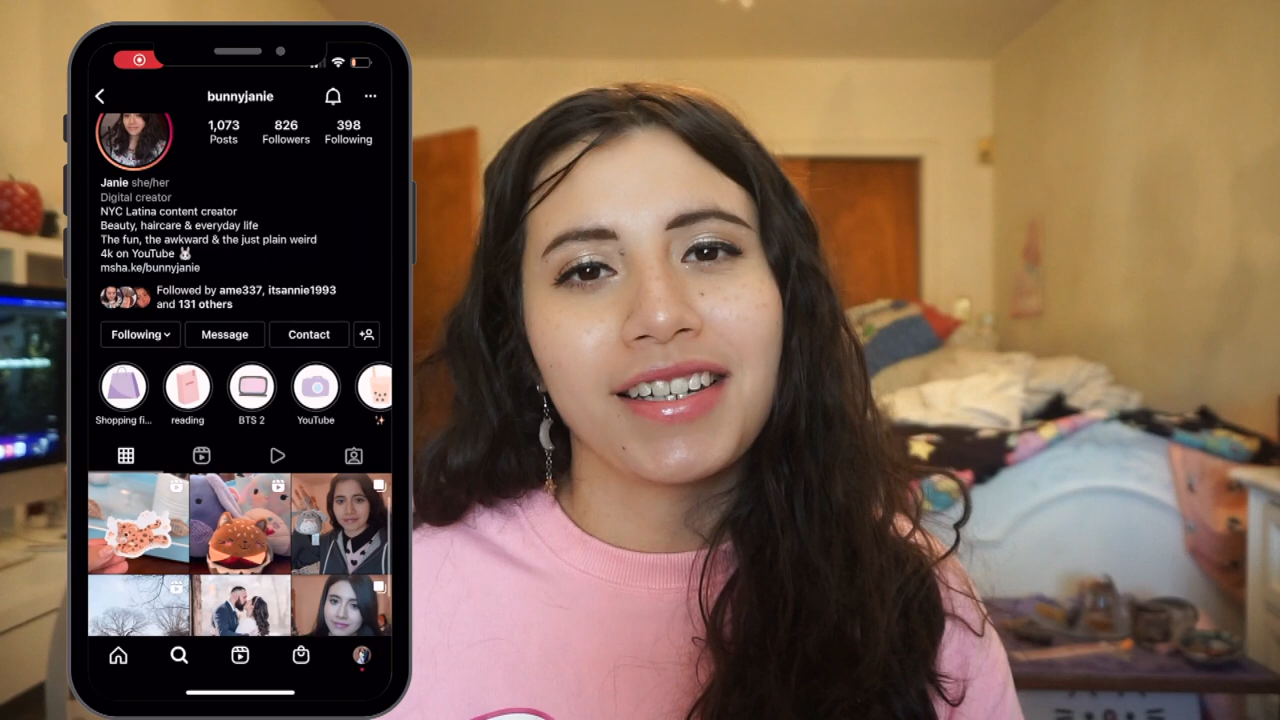 bunnyjanie
1,073 826 398
Posts Followers Following
Janie she/her
Digital creator
NYC Latina content creator
Beauty, haircare & everyday life
The fun, the awkward & the just plain weird
4k on YouTube 🐰
msha.ke/bunnyjanie
Followed by ame337, itsannie1993
and 131 others
Following Message Contact
Shopping fi... reading BTS 2 YouTube ✨